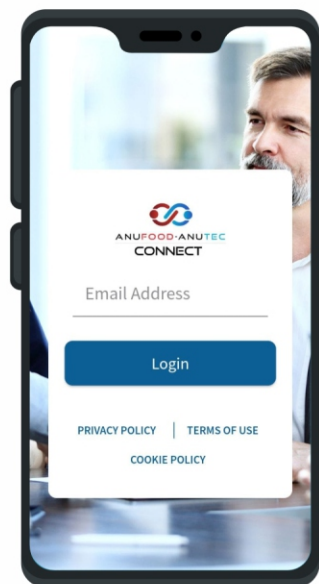 ANUFOOD-ANUTEC
CONNECT
Email Address
Login
PRIVACY POLICY | TERMS OF USE
COOKIE POLICY